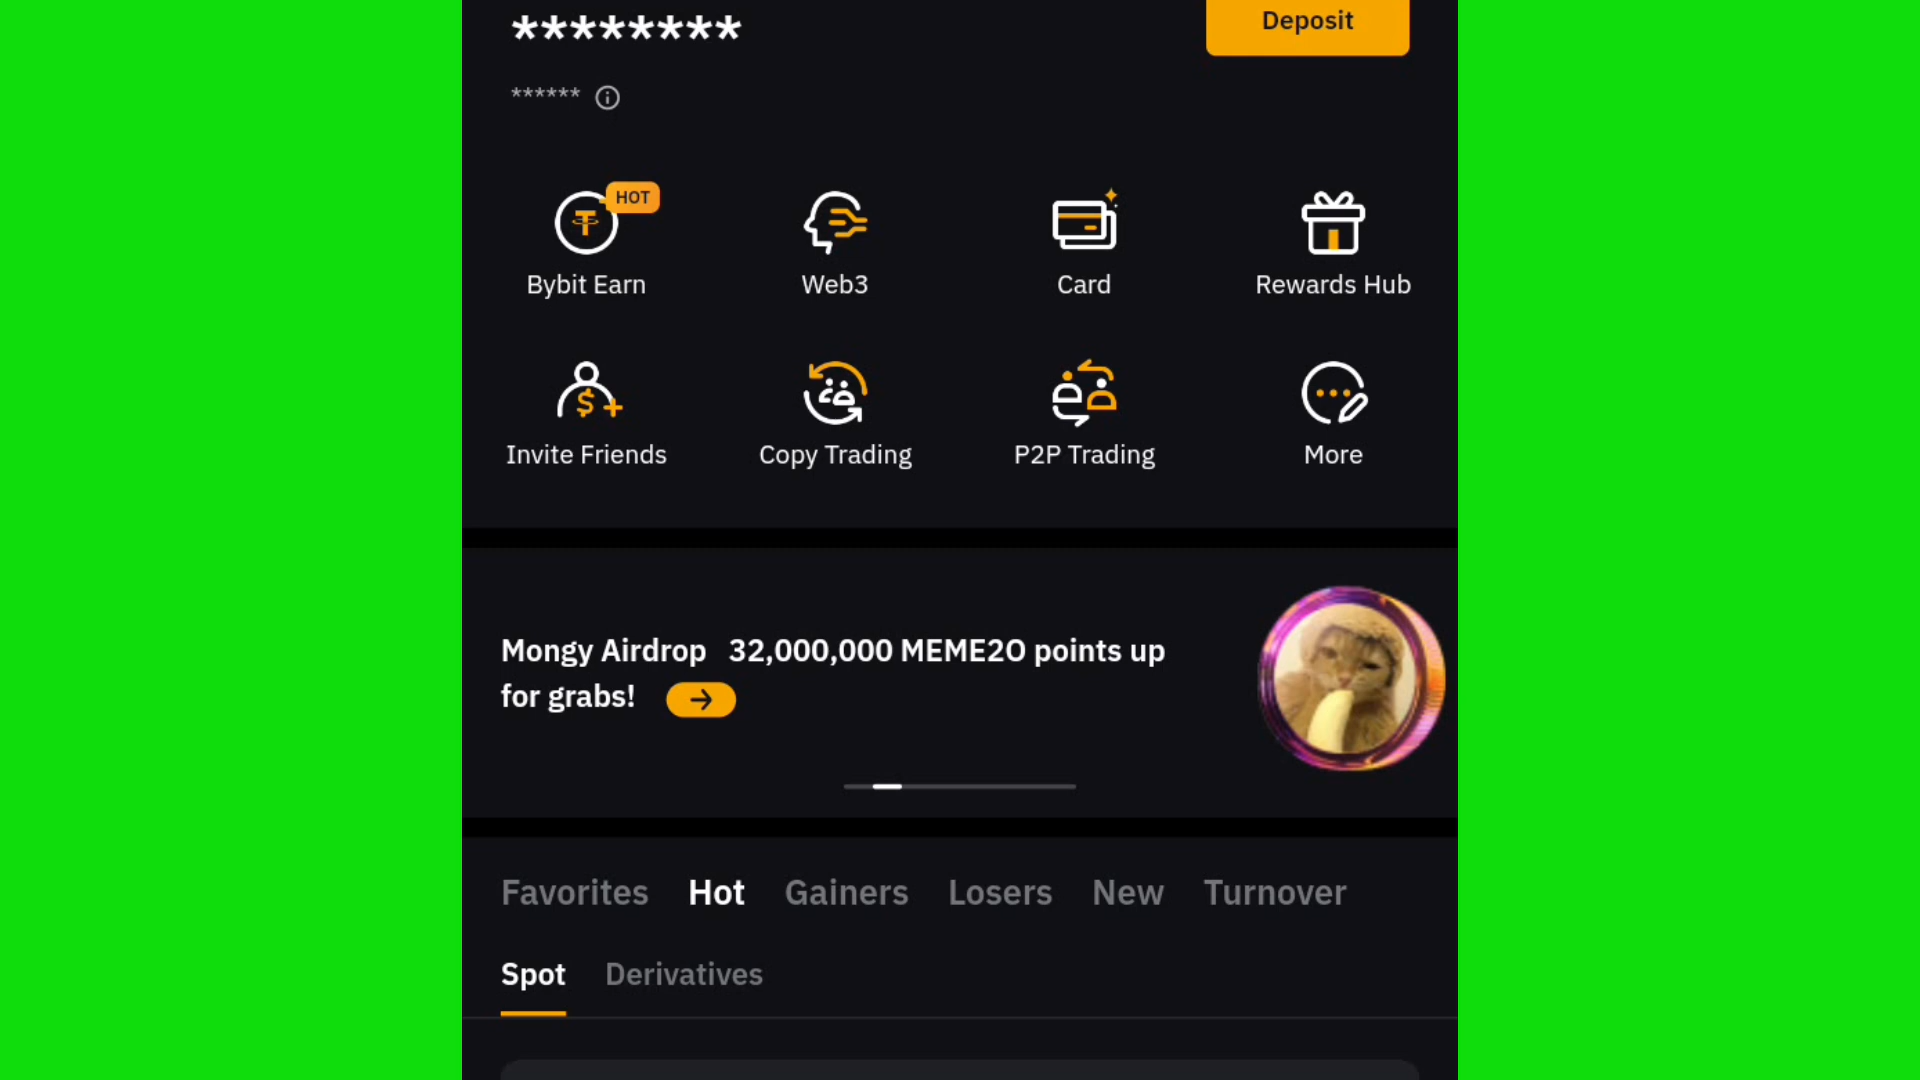 ********
Deposit
******
HOT
Bybit Earn
Web3
Card
Rewards Hub
Invite Friends
Copy Trading
P2P Trading
More
Mongy Airdrop 32,000,000 MEME2O points up
for grabs!
Favorites Hot Gainers Losers New Turnover
Spot Derivatives